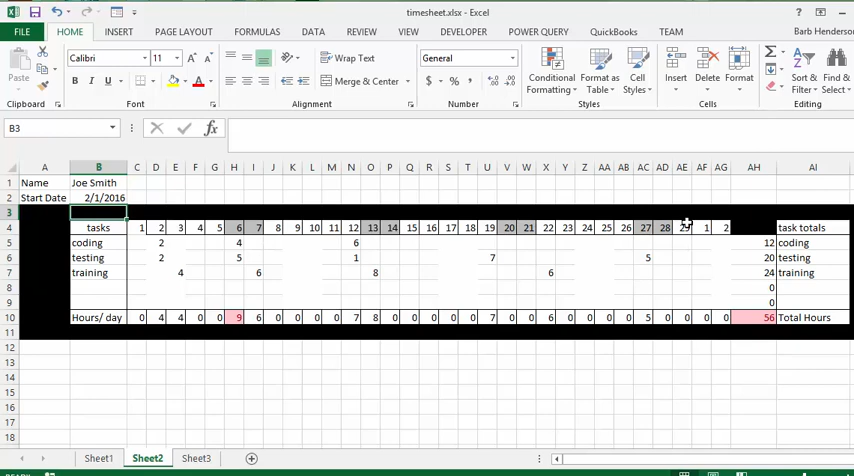 timesheet.xlsx - Excel
FILE HOME INSERT PAGE LAYOUT FORMULAS DATA REVIEW VIEW DEVELOPER POWER QUERY QuickBooks TEAM Barb Henderson
Paste Calibri 11 Wrap Text General Conditional Format as Cell Insert Delete Format Sort & Find &
B I U Merge & Center $ % Formatting Table Styles Filter Select
Clipboard Font Alignment Number Styles Cells Editing
B3 fx
A B C D E F G H I J K L M N O P Q R S T U V W X Y Z AA AB AC AD AE AF AG AH AI
1 Name Joe Smith
2 Start Date 2/1/2016
3
4 tasks 1 2 3 4 5 6 7 8 9 10 11 12 13 14 15 16 17 18 19 20 21 22 23 24 25 26 27 28 29 1 2 task totals
5 coding 2 4 6 12 coding
6 testing 2 5 1 7 5 20 testing
7 training 4 6 8 6 24 training
8 0
9 0
10 Hours/ day 0 4 4 0 0 9 6 0 0 0 0 7 8 0 0 0 0 0 7 0 0 6 0 0 0 0 5 0 0 0 0 56 Total Hours
11
12
13
14
15
16
17
18
Sheet1 Sheet2 Sheet3